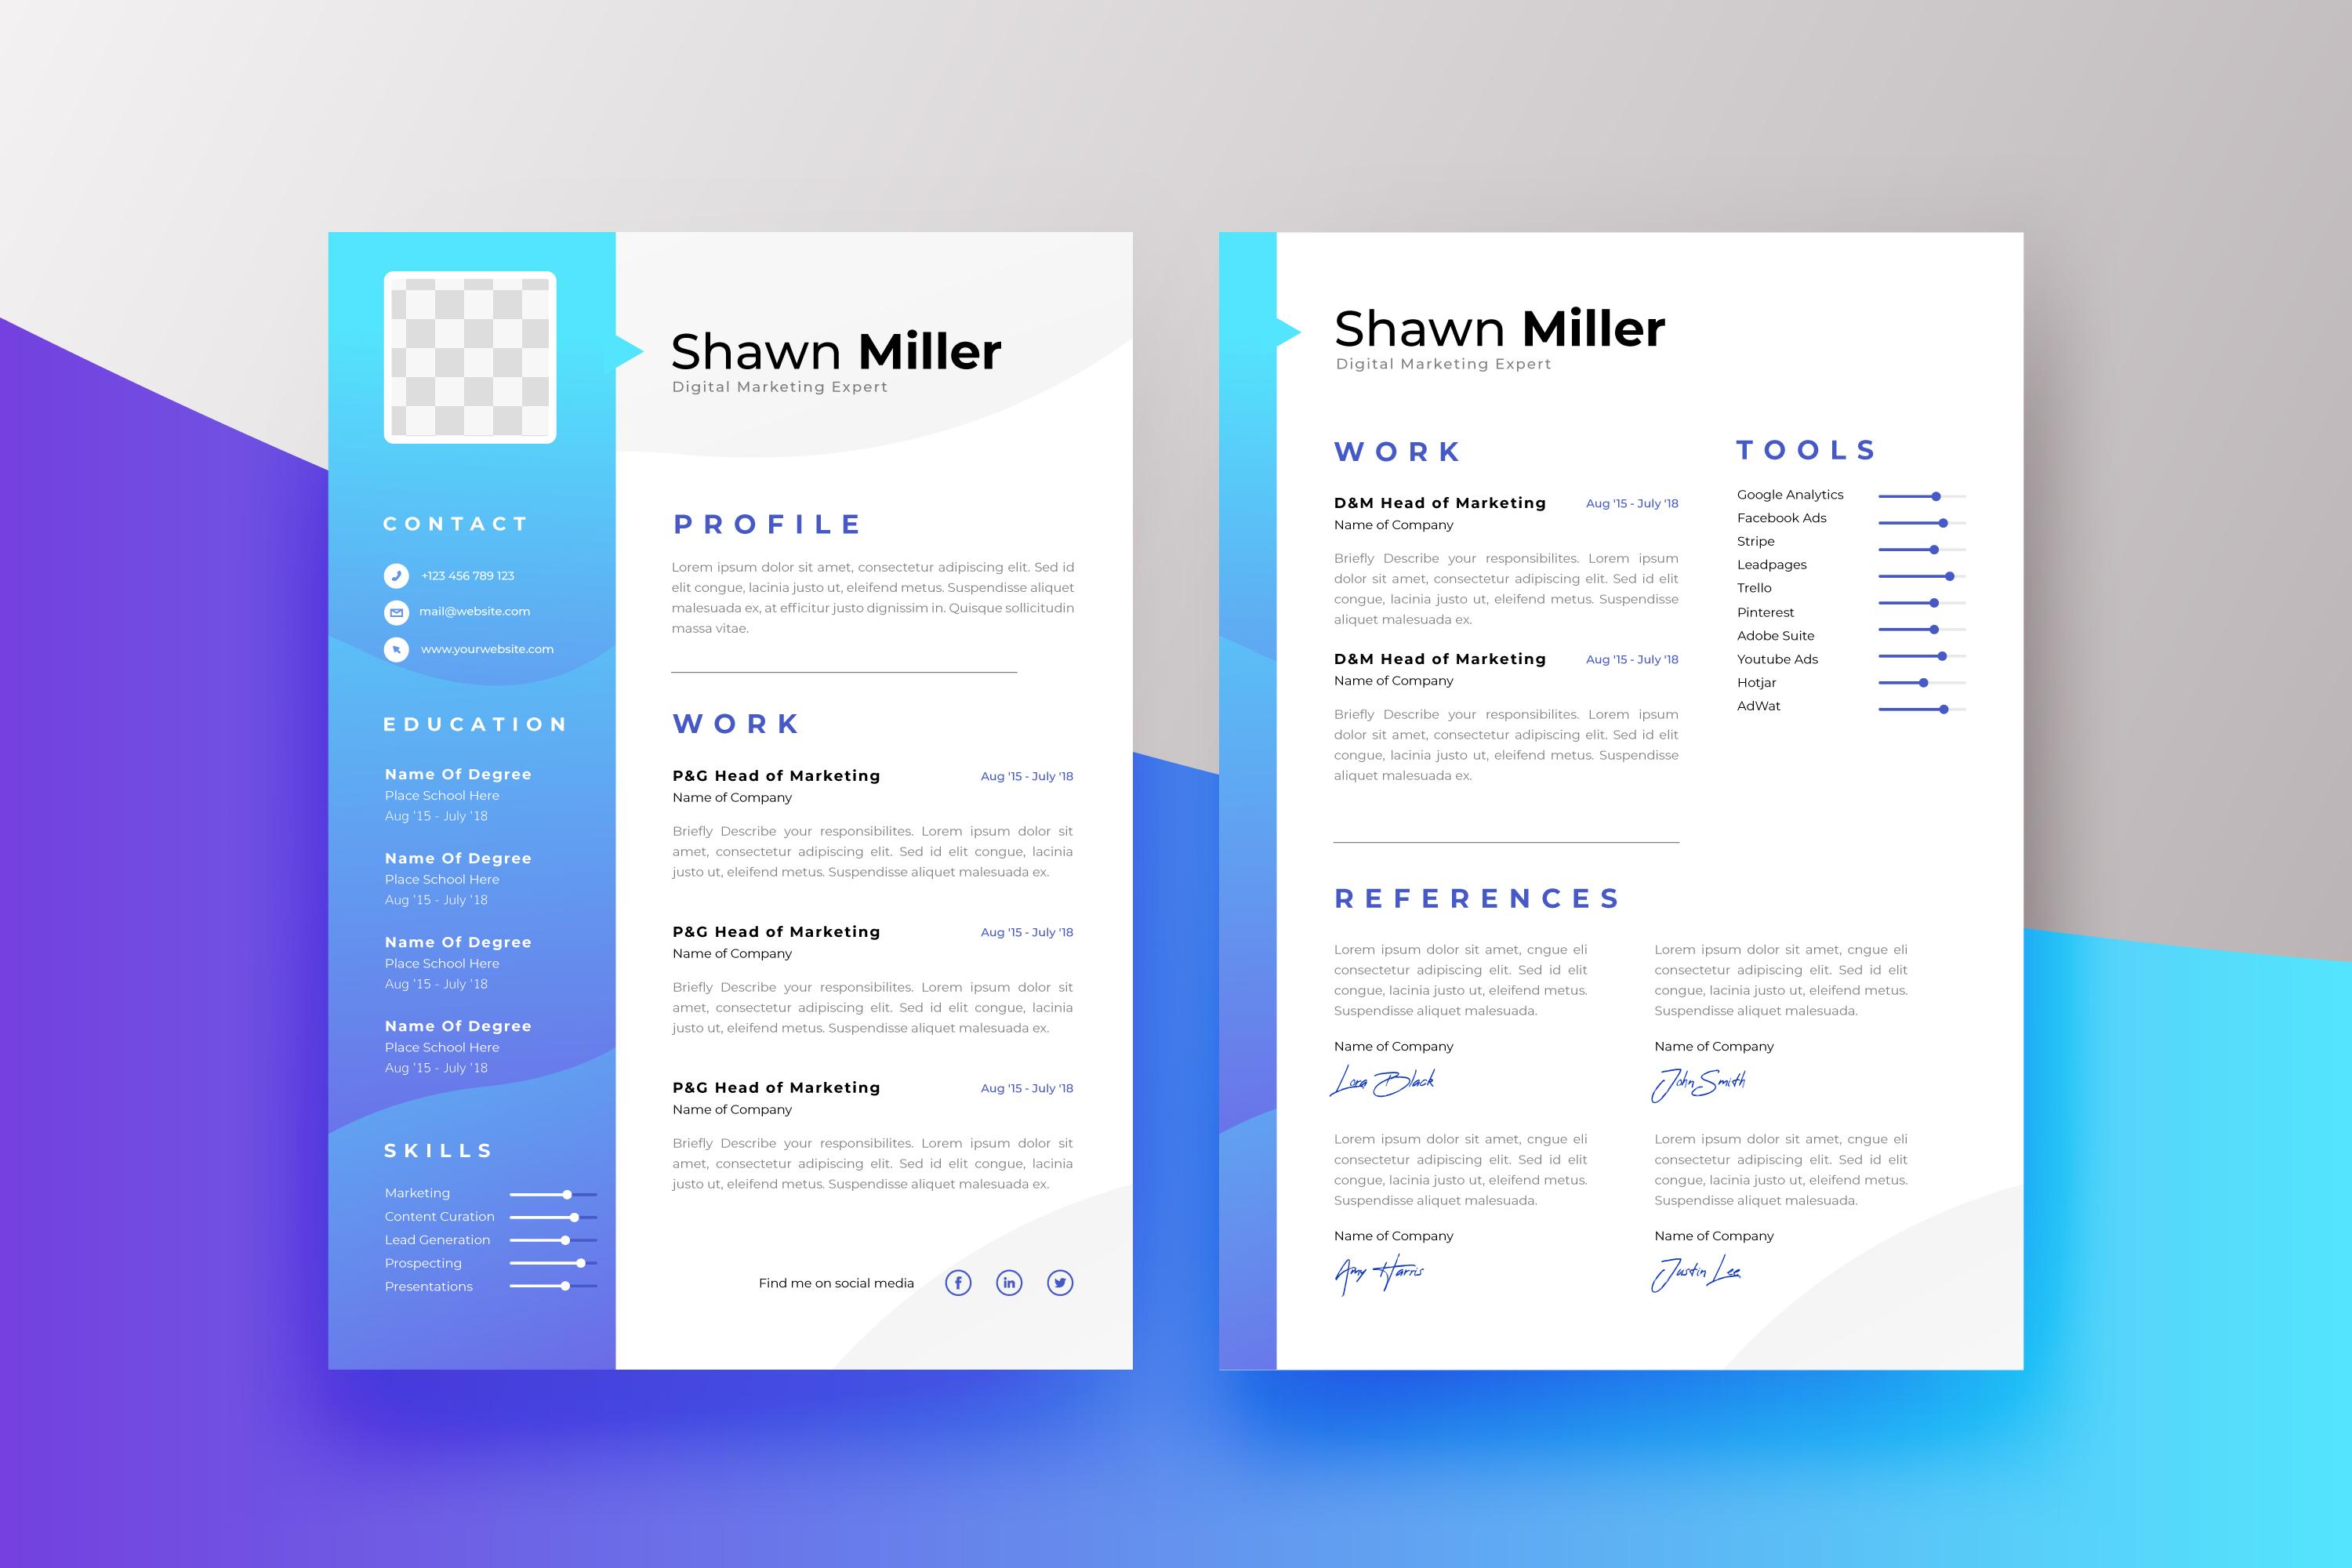 Shawn Miller
Digital Marketing Expert
CONTACT
+123 456 789 123
mail@website.com
www.yourwebsite.com
EDUCATION
Name Of Degree
Place School Here
Aug '15 - July '18
Name Of Degree
Place School Here
Aug '15 - July '18
Name Of Degree
Place School Here
Aug '15 - July '18
Name Of Degree
Place School Here
Aug '15 - July '18
SKILLS
Marketing
Content Curation
Lead Generation
Prospecting
Presentations
PROFILE
Lorem ipsum dolor sit amet, consectetur adipiscing elit. Sed id
elit congue, lacinia justo ut, eleifend metus. Suspendisse aliquet
malesuada ex, at efficitur justo dignissim in. Quisque sollicitudin
massa vitae.
WORK
P&G Head of Marketing Aug '15 - July '18
Name of Company
Briefly Describe your responsibilites. Lorem ipsum dolor sit
amet, consectetur adipiscing elit. Sed id elit congue, lacinia
justo ut, eleifend metus. Suspendisse aliquet malesuada ex.
P&G Head of Marketing Aug '15 - July '18
Name of Company
Briefly Describe your responsibilites. Lorem ipsum dolor sit
amet, consectetur adipiscing elit. Sed id elit congue, lacinia
justo ut, eleifend metus. Suspendisse aliquet malesuada ex.
P&G Head of Marketing Aug '15 - July '18
Name of Company
Briefly Describe your responsibilites. Lorem ipsum dolor sit
amet, consectetur adipiscing elit. Sed id elit congue, lacinia
justo ut, eleifend metus. Suspendisse aliquet malesuada ex.
Find me on social media
Shawn Miller
Digital Marketing Expert
WORK
D&M Head of Marketing Aug '15 - July '18
Name of Company
Briefly Describe your responsibilites. Lorem ipsum
dolor sit amet, consectetur adipiscing elit. Sed id elit
congue, lacinia justo ut, eleifend metus. Suspendisse
aliquet malesuada ex.
D&M Head of Marketing Aug '15 - July '18
Name of Company
Briefly Describe your responsibilites. Lorem ipsum
dolor sit amet, consectetur adipiscing elit. Sed id elit
congue, lacinia justo ut, eleifend metus. Suspendisse
aliquet malesuada ex.
TOOLS
Google Analytics
Facebook Ads
Stripe
Leadpages
Trello
Pinterest
Adobe Suite
Youtube Ads
Hotjar
AdWat
REFERENCES
Lorem ipsum dolor sit amet, cngue eli
consectetur adipiscing elit. Sed id elit
congue, lacinia justo ut, eleifend metus.
Suspendisse aliquet malesuada.
Name of Company
Lora Black
Lorem ipsum dolor sit amet, cngue eli
consectetur adipiscing elit. Sed id elit
congue, lacinia justo ut, eleifend metus.
Suspendisse aliquet malesuada.
Name of Company
John Smith
Lorem ipsum dolor sit amet, cngue eli
consectetur adipiscing elit. Sed id elit
congue, lacinia justo ut, eleifend metus.
Suspendisse aliquet malesuada.
Name of Company
Amy Harris
Lorem ipsum dolor sit amet, cngue eli
consectetur adipiscing elit. Sed id elit
congue, lacinia justo ut, eleifend metus.
Suspendisse aliquet malesuada.
Name of Company
Justin Lee